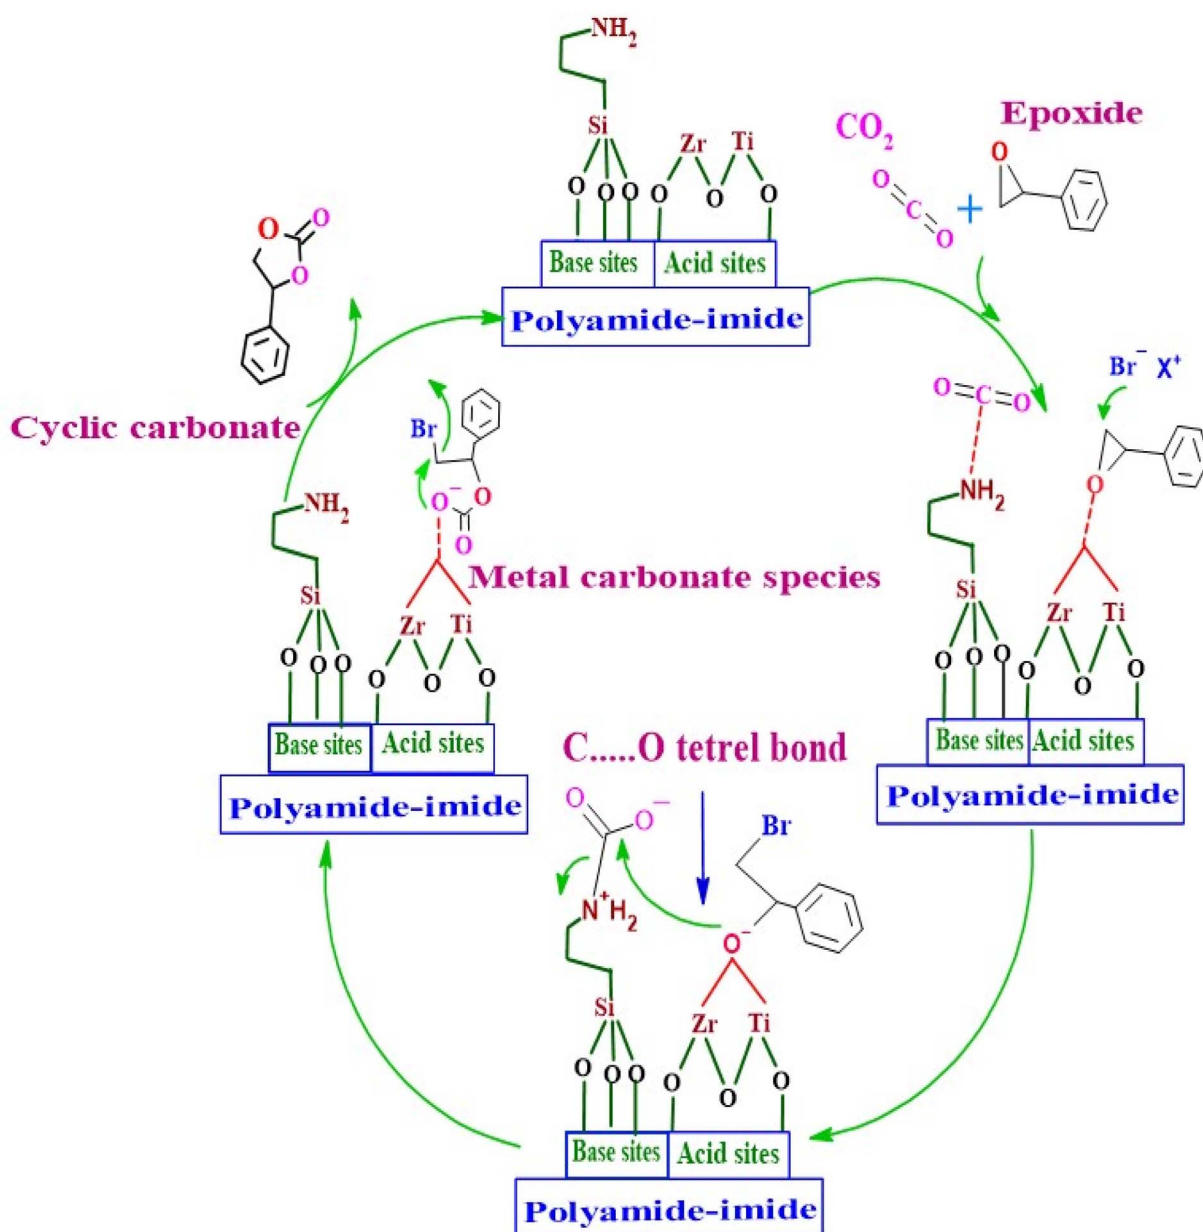 NH₂
Si
Zr Ti
O O O O O O
Base sites Acid sites
Polyamide-imide
CO₂
Epoxide
O C O + O
Br⁻ X⁺
O C O
NH₂
O
Si
Zr Ti
O O O O O O
Base sites Acid sites
Polyamide-imide
C.....O tetrel bond
O O⁻
Br
N⁺H₂
O⁻
Si
Zr Ti
O O O O O O
Base sites Acid sites
Polyamide-imide
O O
O
Cyclic carbonate
Br
O⁻ O
O
NH₂
Metal carbonate species
Si
Zr Ti
O O O O O O
Base sites Acid sites
Polyamide-imide